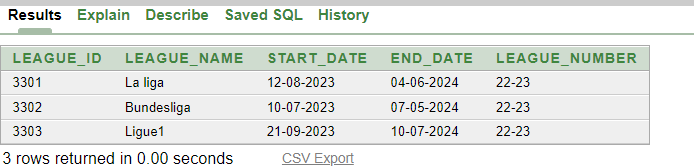 Results Explain Describe Saved SQL History
LEAGUE_ID LEAGUE_NAME START_DATE END_DATE LEAGUE_NUMBER
3301 La liga 12-08-2023 04-06-2024 22-23
3302 Bundesliga 10-07-2023 07-05-2024 22-23
3303 Ligue1 21-09-2023 10-07-2024 22-23
3 rows returned in 0.00 seconds CSV Export